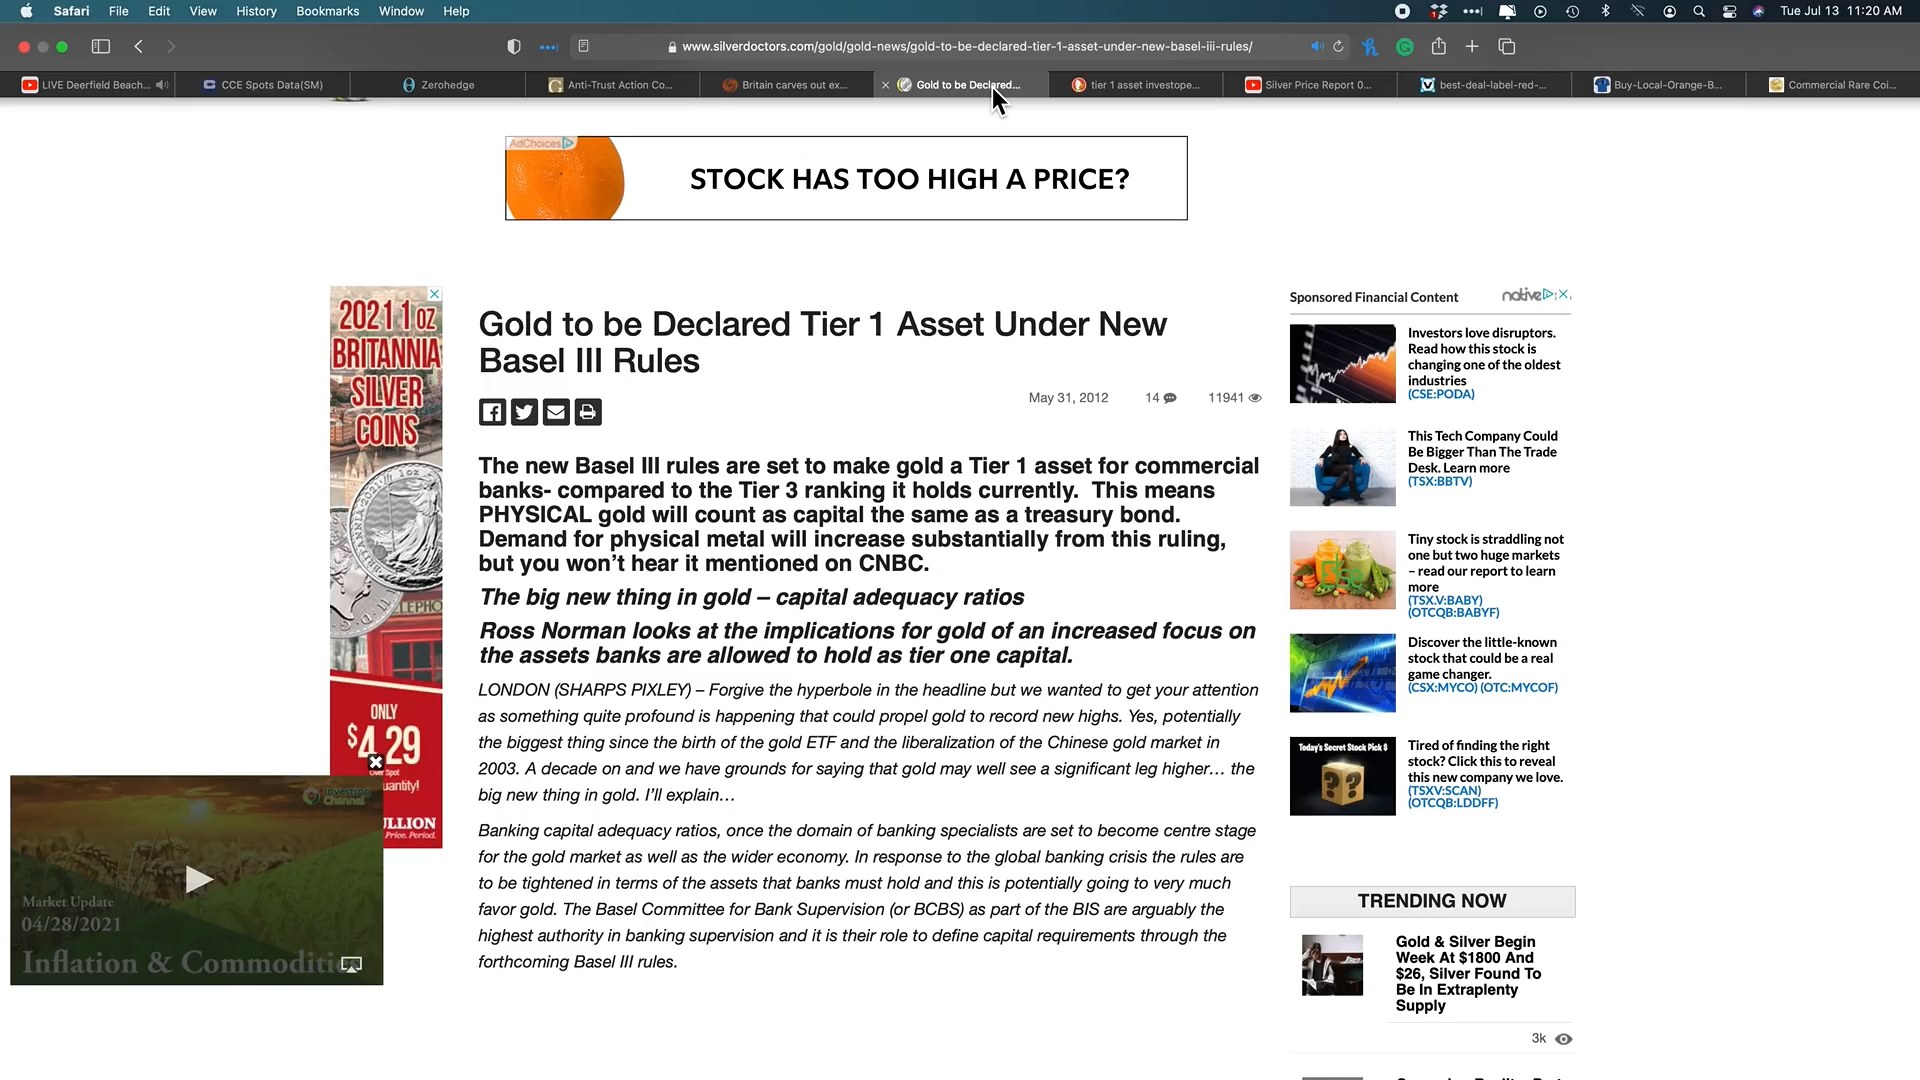 Safari File Edit View History Bookmarks Window Help
Tue Jul 13 11:20 AM
www.silverdoctors.com/gold/gold-news/gold-to-be-declared-tier-1-asset-under-new-basel-iii-rules/
LIVE Deerfield Beach...
CCE Spots Data(SM)
Zerohedge
Anti-Trust Action Co...
Britain carves out ex...
Gold to be Declared...
tier 1 asset investope...
Silver Price Report 0...
best-deal-label-red-...
Buy-Local-Orange-B...
Commercial Rare Coi...
AdChoices
STOCK HAS TOO HIGH A PRICE?
2021 1 OZ
BRITANNIA
SILVER
COINS
ONLY
$4.29
Over Spot
uantity!
ULLION
Price. Period.
Gold to be Declared Tier 1 Asset Under New
Basel III Rules
May 31, 2012 14 11941
The new Basel III rules are set to make gold a Tier 1 asset for commercial
banks- compared to the Tier 3 ranking it holds currently. This means
PHYSICAL gold will count as capital the same as a treasury bond.
Demand for physical metal will increase substantially from this ruling,
but you won’t hear it mentioned on CNBC.
The big new thing in gold – capital adequacy ratios
Ross Norman looks at the implications for gold of an increased focus on
the assets banks are allowed to hold as tier one capital.
LONDON (SHARPS PIXLEY) – Forgive the hyperbole in the headline but we wanted to get your attention
as something quite profound is happening that could propel gold to record new highs. Yes, potentially
the biggest thing since the birth of the gold ETF and the liberalization of the Chinese gold market in
2003. A decade on and we have grounds for saying that gold may well see a significant leg higher… the
big new thing in gold. I’ll explain…
Banking capital adequacy ratios, once the domain of banking specialists are set to become centre stage
for the gold market as well as the wider economy. In response to the global banking crisis the rules are
to be tightened in terms of the assets that banks must hold and this is potentially going to very much
favor gold. The Basel Committee for Bank Supervision (or BCBS) as part of the BIS are arguably the
highest authority in banking supervision and it is their role to define capital requirements through the
forthcoming Basel III rules.
Investing
Channel
Market Update
04/28/2021
Inflation & Commoditi
Sponsored Financial Content
native
Investors love disruptors.
Read how this stock is
changing one of the oldest
industries
(CSE:PODA)
This Tech Company Could
Be Bigger Than The Trade
Desk. Learn more
(TSX:BBTV)
Tiny stock is straddling not
one but two huge markets
– read our report to learn
more
(TSX.V:BABY)
(OTCQB:BABYF)
Discover the little-known
stock that could be a real
game changer.
(CSX:MYCO) (OTC:MYCOF)
Today's Secret Stock Pick $
? ?
Tired of finding the right
stock? Click this to reveal
this new company we love.
(TSXV:SCAN)
(OTCQB:LDDFF)
TRENDING NOW
Gold & Silver Begin
Week At $1800 And
$26, Silver Found To
Be In Extraplenty
Supply
3k